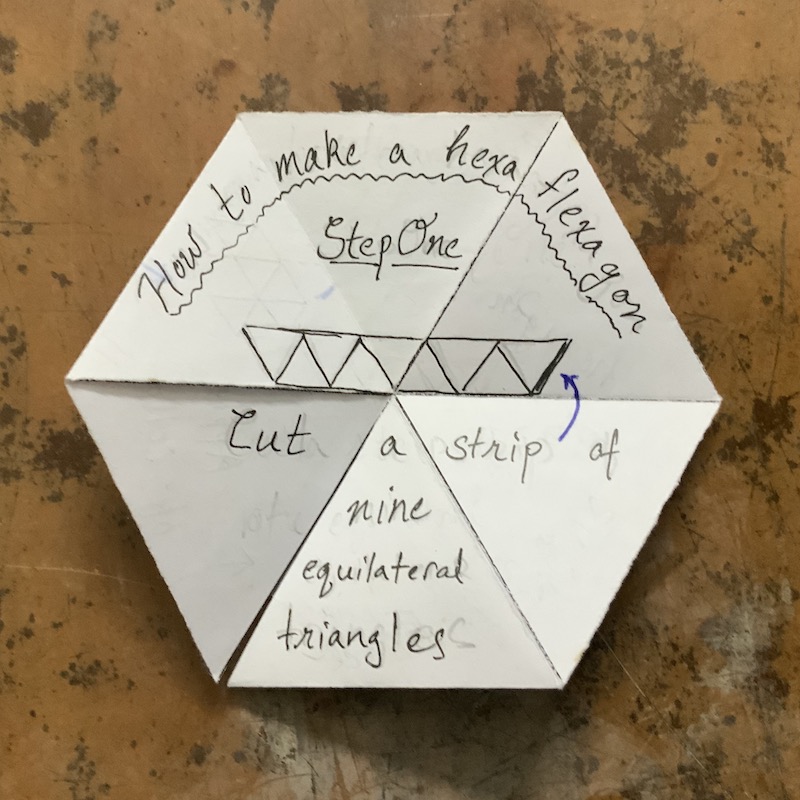 How to make a hexa flexagon
Step One
Cut a strip of
nine
equilateral
triangles